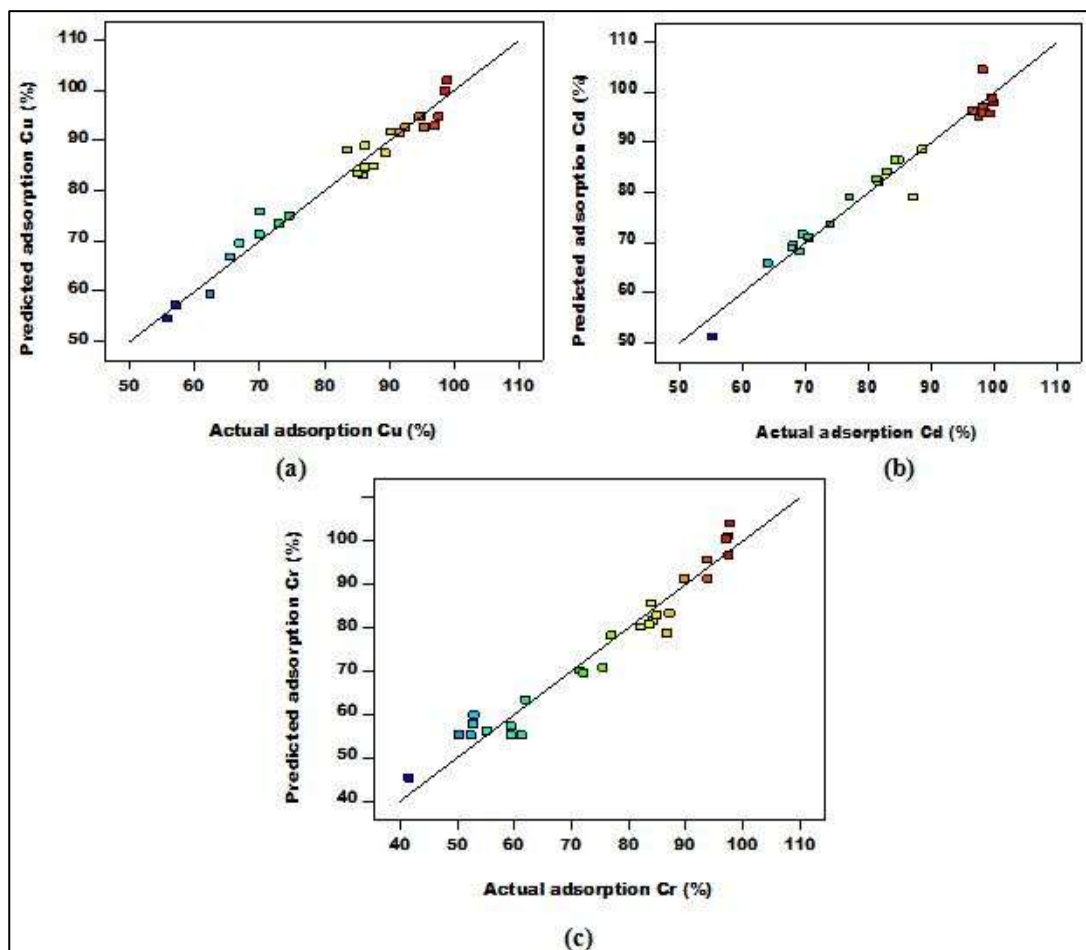 110
100
90
80
70
60
50
Predicted adsorption Cu (%)
50 60 70 80 90 100 110
Actual adsorption Cu (%)
(a)
110
100
90
80
70
60
50
Predicted adsorption Cd (%)
50 60 70 80 90 100 110
Actual adsorption Cd (%)
(b)
100
90
80
70
60
50
40
Predicted adsorption Cr (%)
40 50 60 70 80 90 100 110
Actual adsorption Cr (%)
(c)